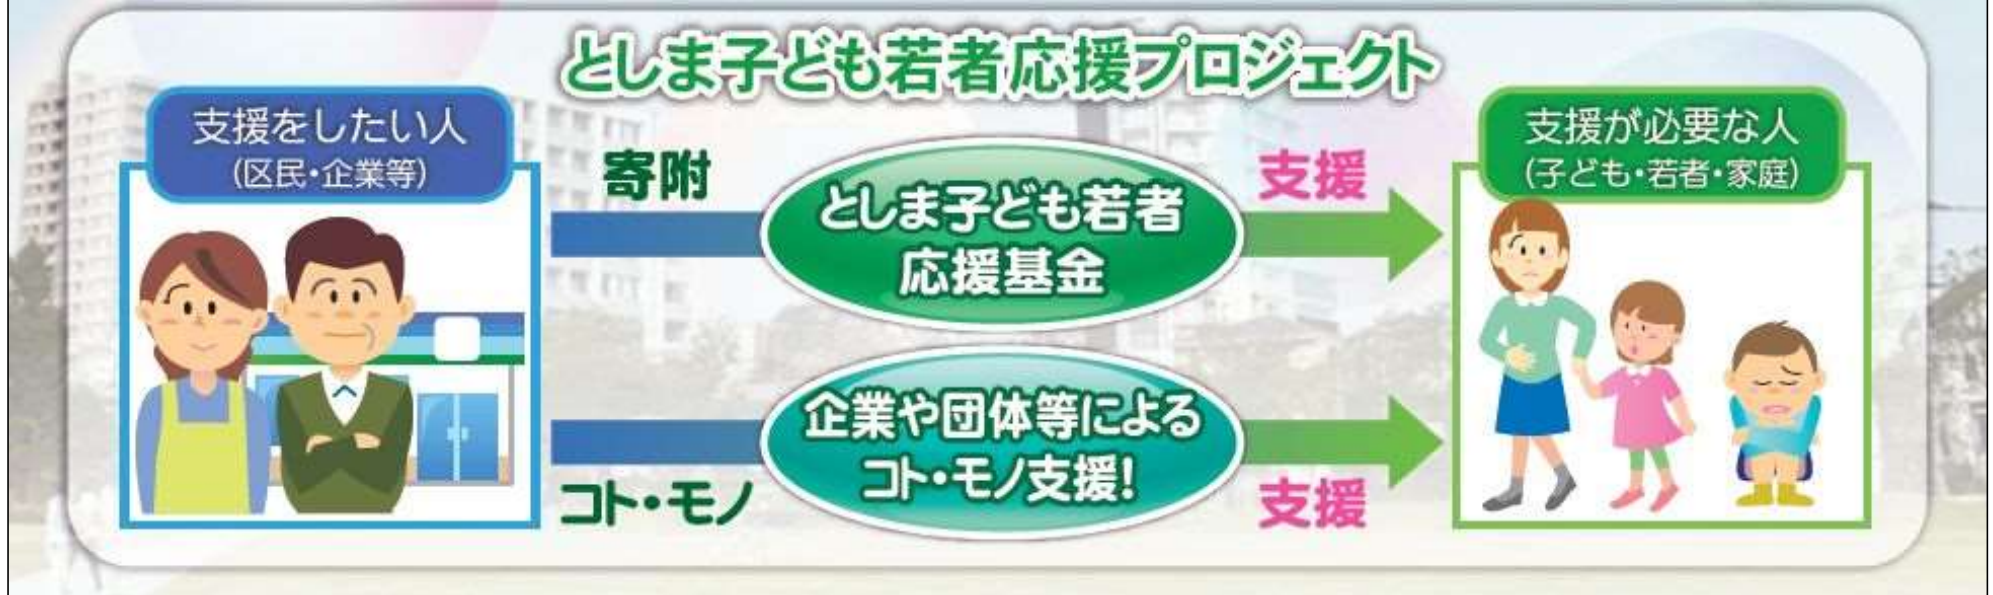 としま子ども若者応援プロジェクト
支援をしたい人
(区民・企業等)
寄附
としま子ども若者
応援基金
支援
支援が必要な人
(子ども・若者・家庭)
コト・モノ
企業や団体等による
コト・モノ支援!
支援